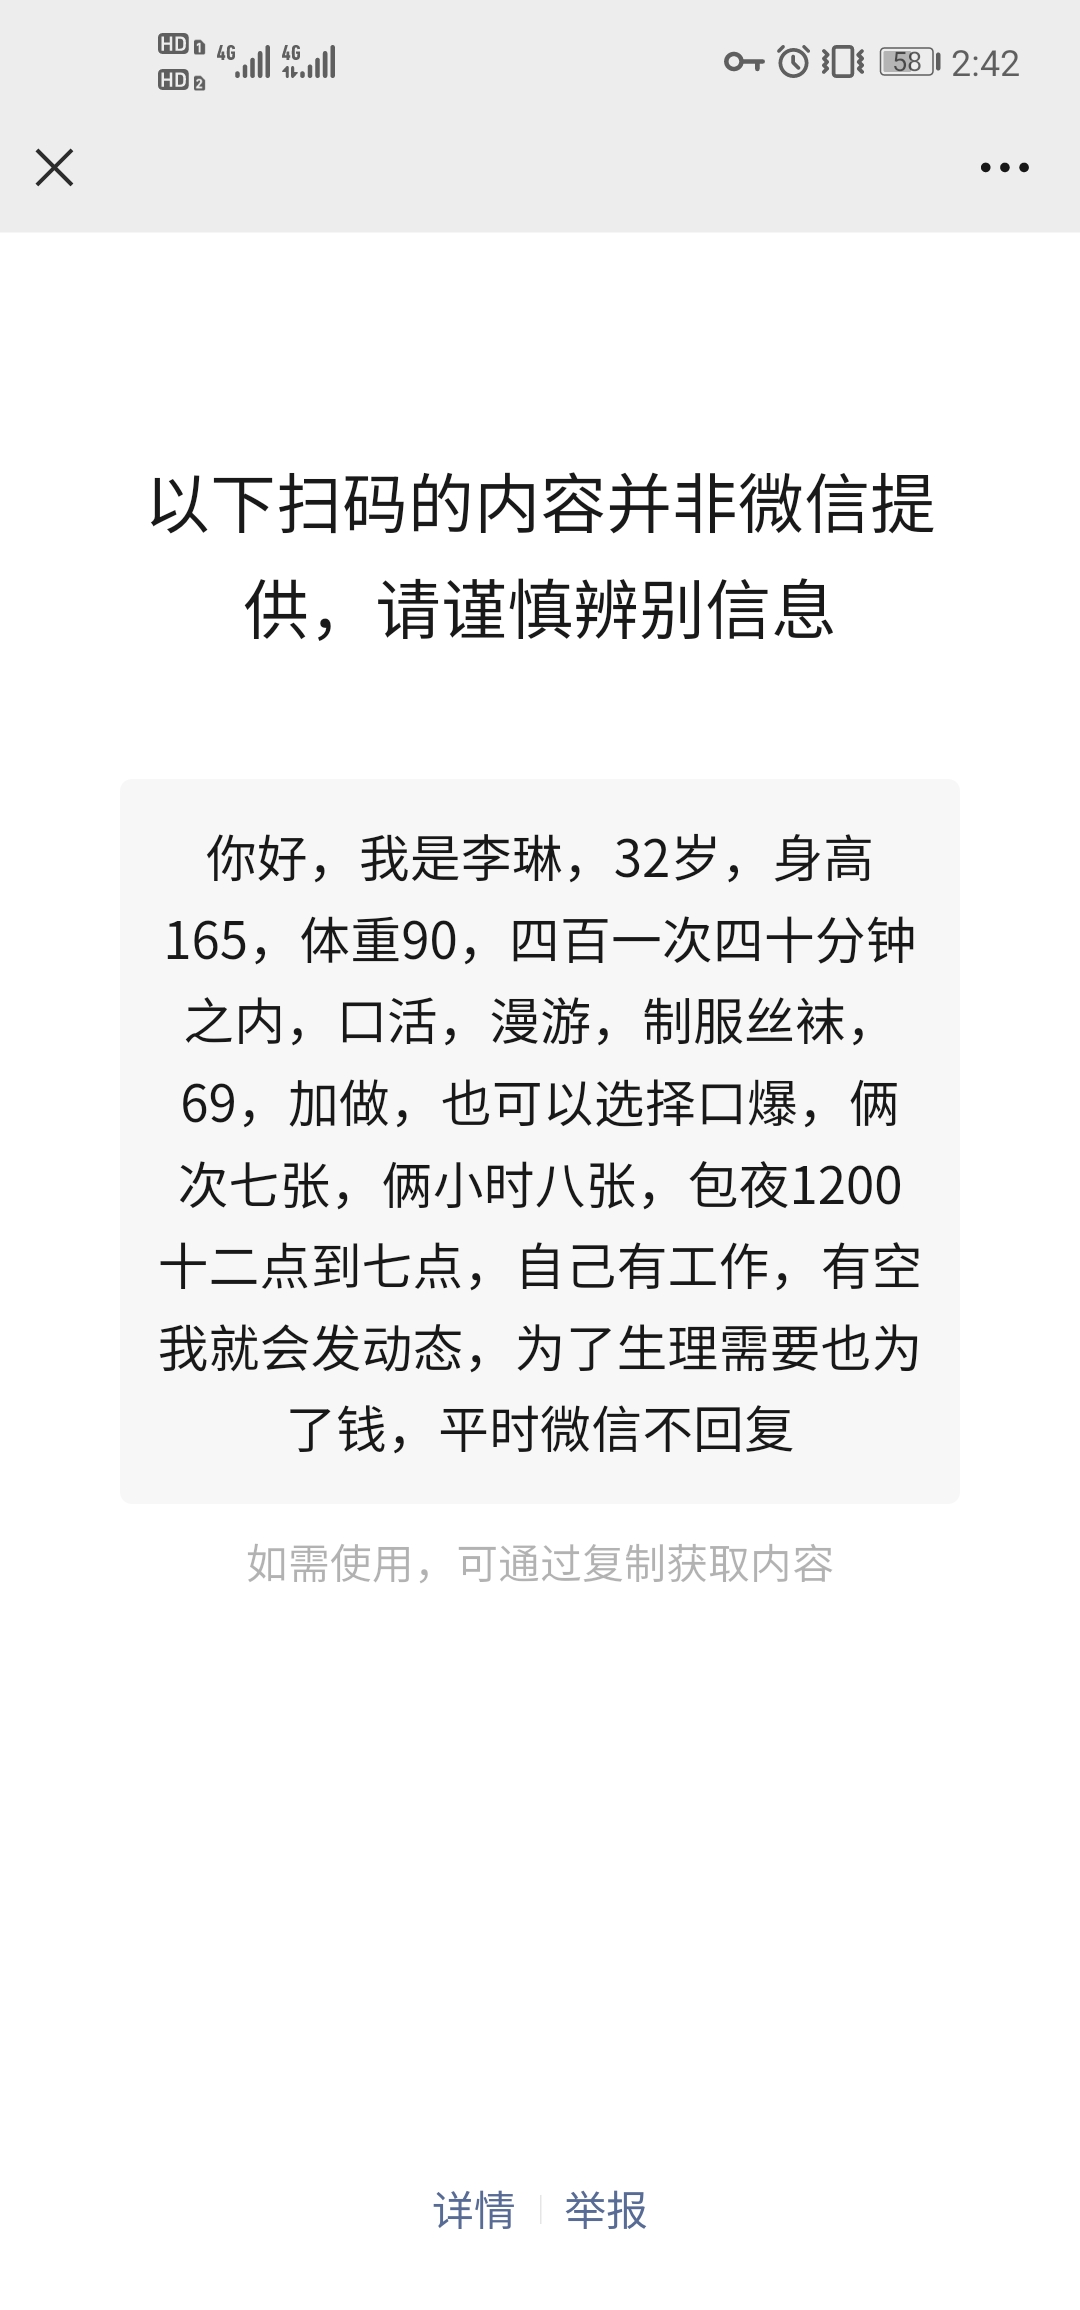 HD 1 4G 4G 58 2:42
HD 2
以下扫码的内容并非微信提
供，请谨慎辨别信息
你好，我是李琳，32岁，身高
165，体重90，四百一次四十分钟
之内，口活，漫游，制服丝袜，
69，加做，也可以选择口爆，俩
次七张，俩小时八张，包夜1200
十二点到七点，自己有工作，有空
我就会发动态，为了生理需要也为
了钱，平时微信不回复
如需使用，可通过复制获取内容
详情 举报